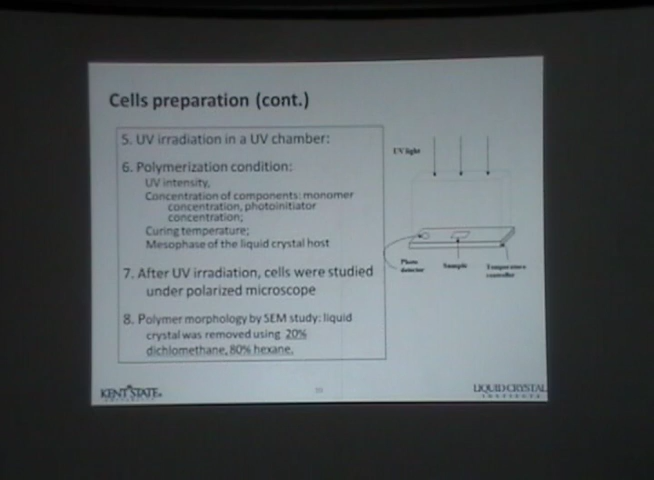 Cells preparation (cont.)
5. UV irradiation in a UV chamber:
6. Polymerization condition:
UV intensity,
Concentration of components: monomer
concentration, photoinitiator
concentration;
Curing temperature;
Mesophase of the liquid crystal host
7. After UV irradiation, cells were studied
under polarized microscope
8. Polymer morphology by SEM study: liquid
crystal was removed using 20%
dichlomethane, 80% hexane.
UV light
Photo
detector
Sample
Temperature
controller
KENT STATE
LIQUID CRYSTAL
INSTITUTE